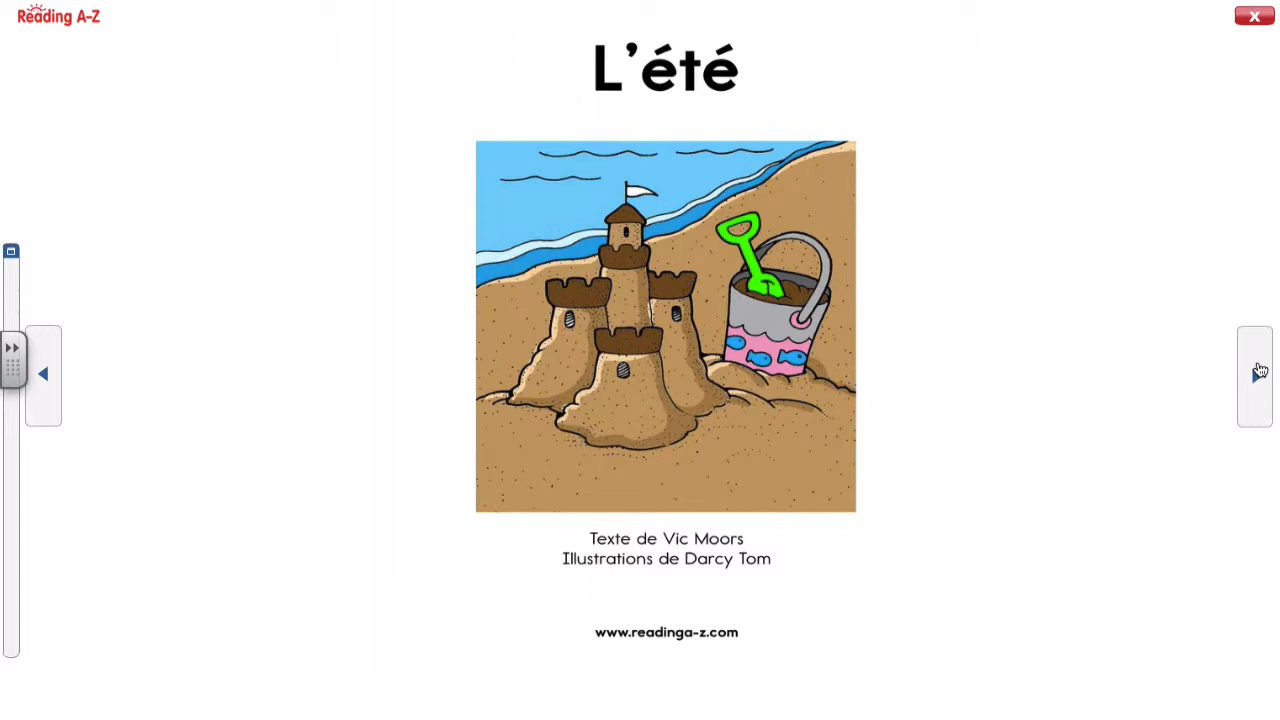 Reading A-Z
X
L'été
Texte de Vic Moors
Illustrations de Darcy Tom
www.readinga-z.com